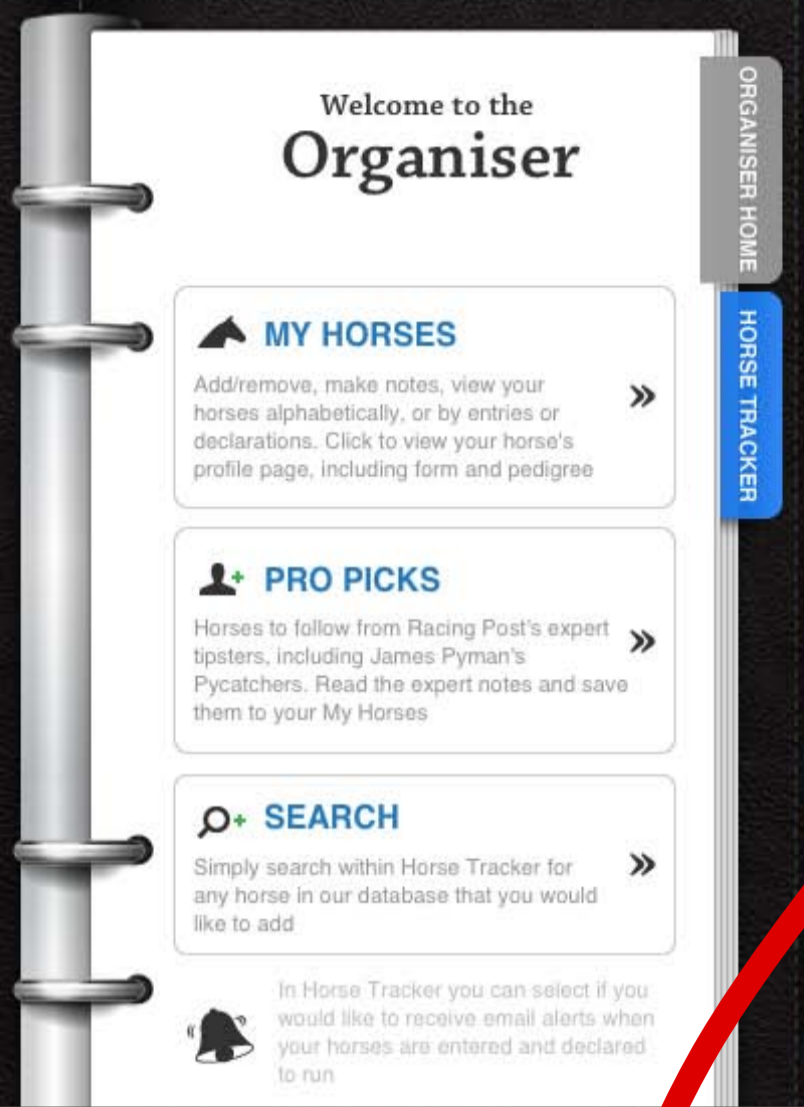 Welcome to the
Organiser
ORGANISER HOME
HORSE TRACKER
MY HORSES
Add/remove, make notes, view your
horses alphabetically, or by entries or
declarations. Click to view your horse's
profile page, including form and pedigree
PRO PICKS
Horses to follow from Racing Post's expert
tipsters, including James Pyman's
Pycatchers. Read the expert notes and save
them to your My Horses
SEARCH
Simply search within Horse Tracker for
any horse in our database that you would
like to add
In Horse Tracker you can select if you
would like to receive email alerts when
your horses are entered and declared
to run